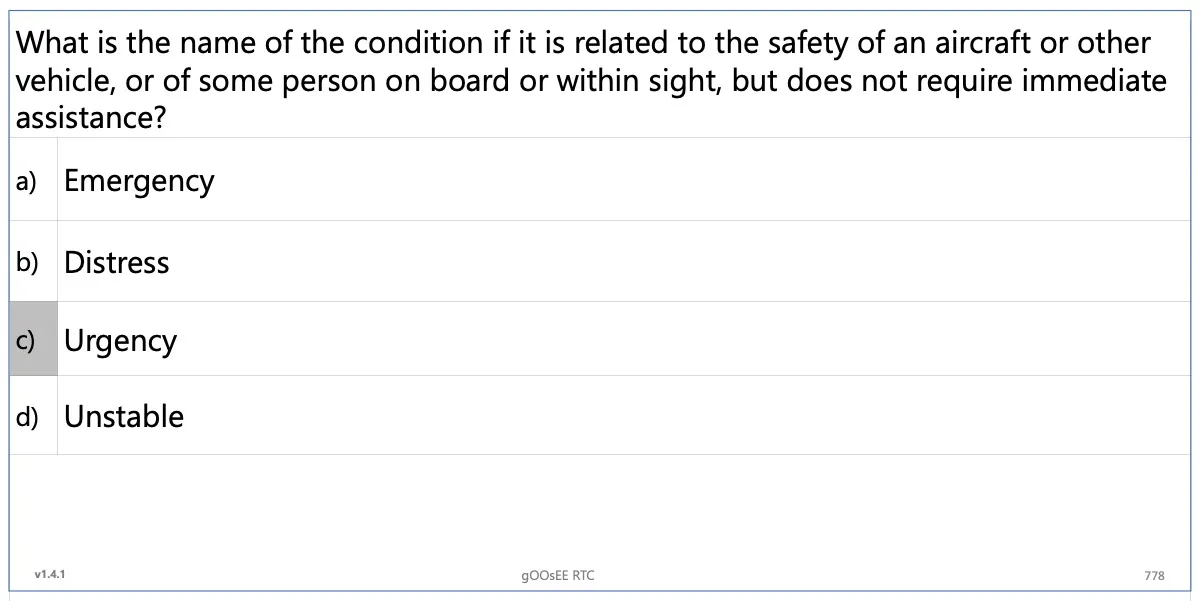 What is the name of the condition if it is related to the safety of an aircraft or other
vehicle, or of some person on board or within sight, but does not require immediate
assistance?
a) Emergency
b) Distress
c) Urgency
d) Unstable
v1.4.1 gOOsEE RTC 778